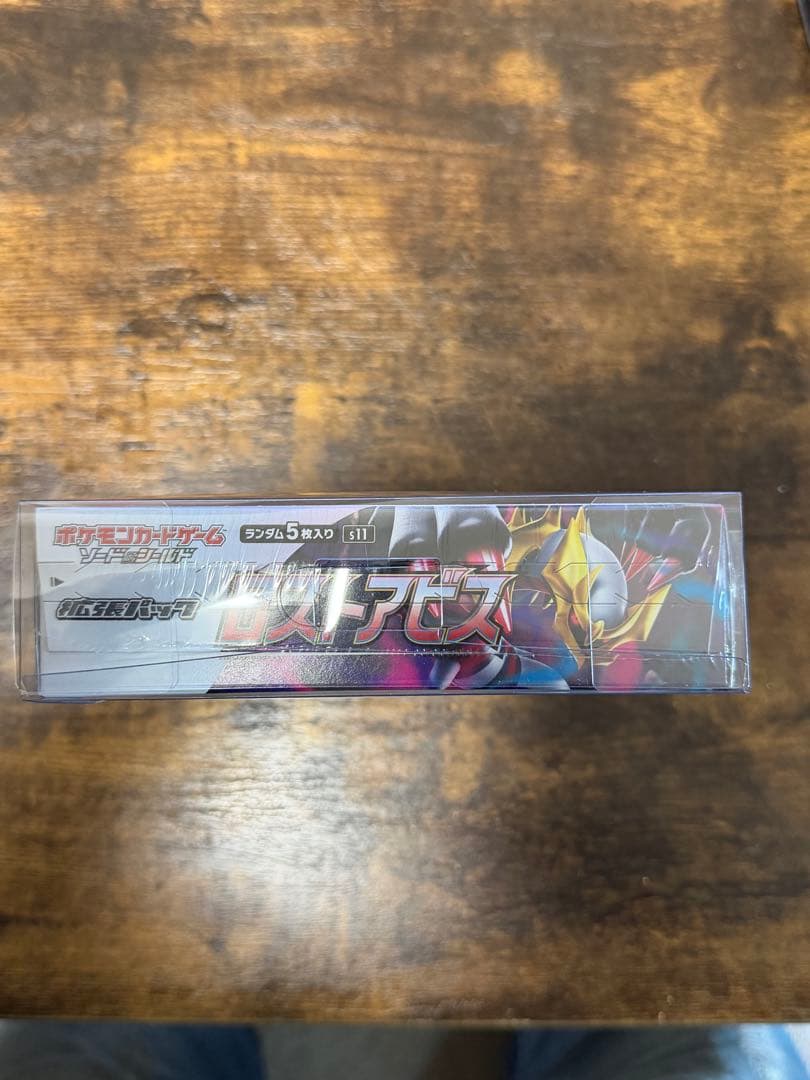 ポケモンカードゲーム
ソード&シールド
ランダム5枚入り s11
拡張パック
ロストアビス